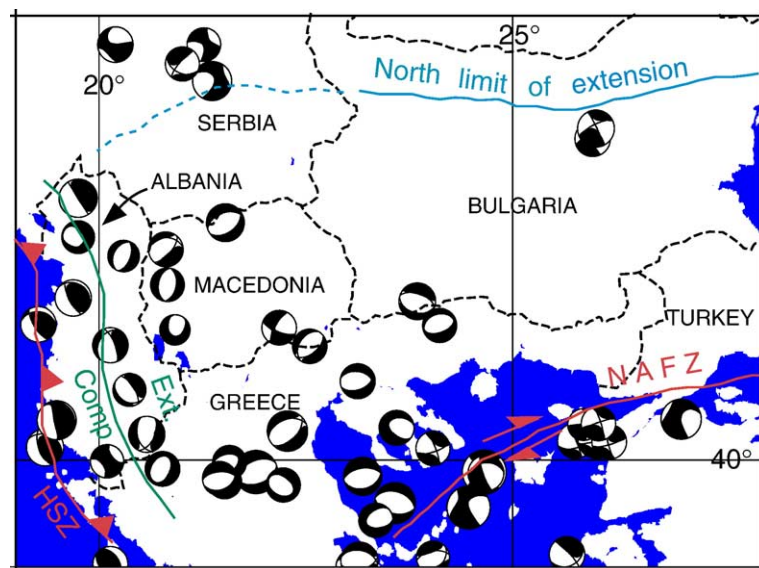 25°
North limit of extension
20°
SERBIA
ALBANIA
BULGARIA
MACEDONIA
TURKEY
NAFZ
Ext.
Comp.
GREECE
40°
HSZ